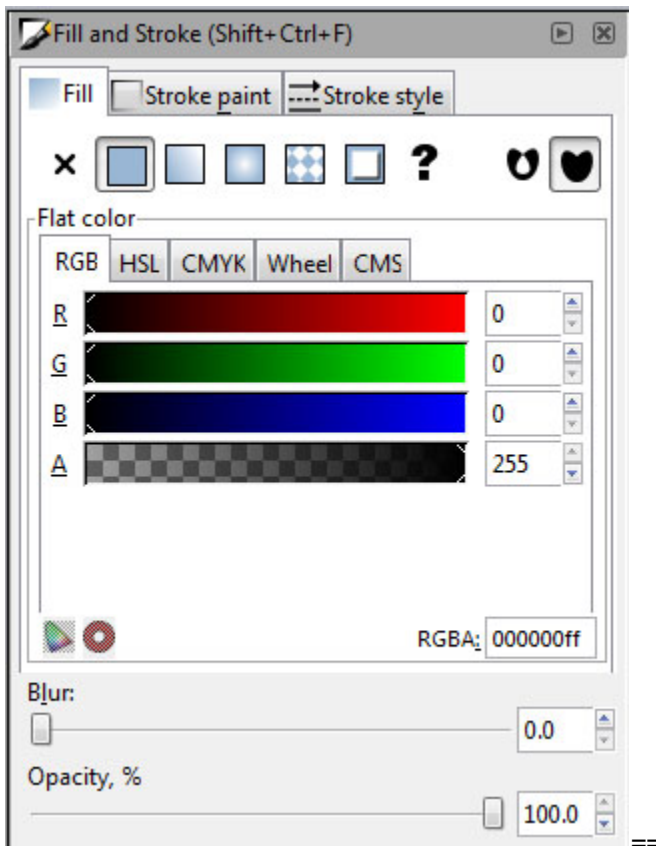 Fill and Stroke (Shift+Ctrl+F)
Fill Stroke paint Stroke style
?
Flat color
RGB HSL CMYK Wheel CMS
R 0
G 0
B 0
A 255
RGBA: 000000ff
Blur:
0.0
Opacity, %
100.0
==